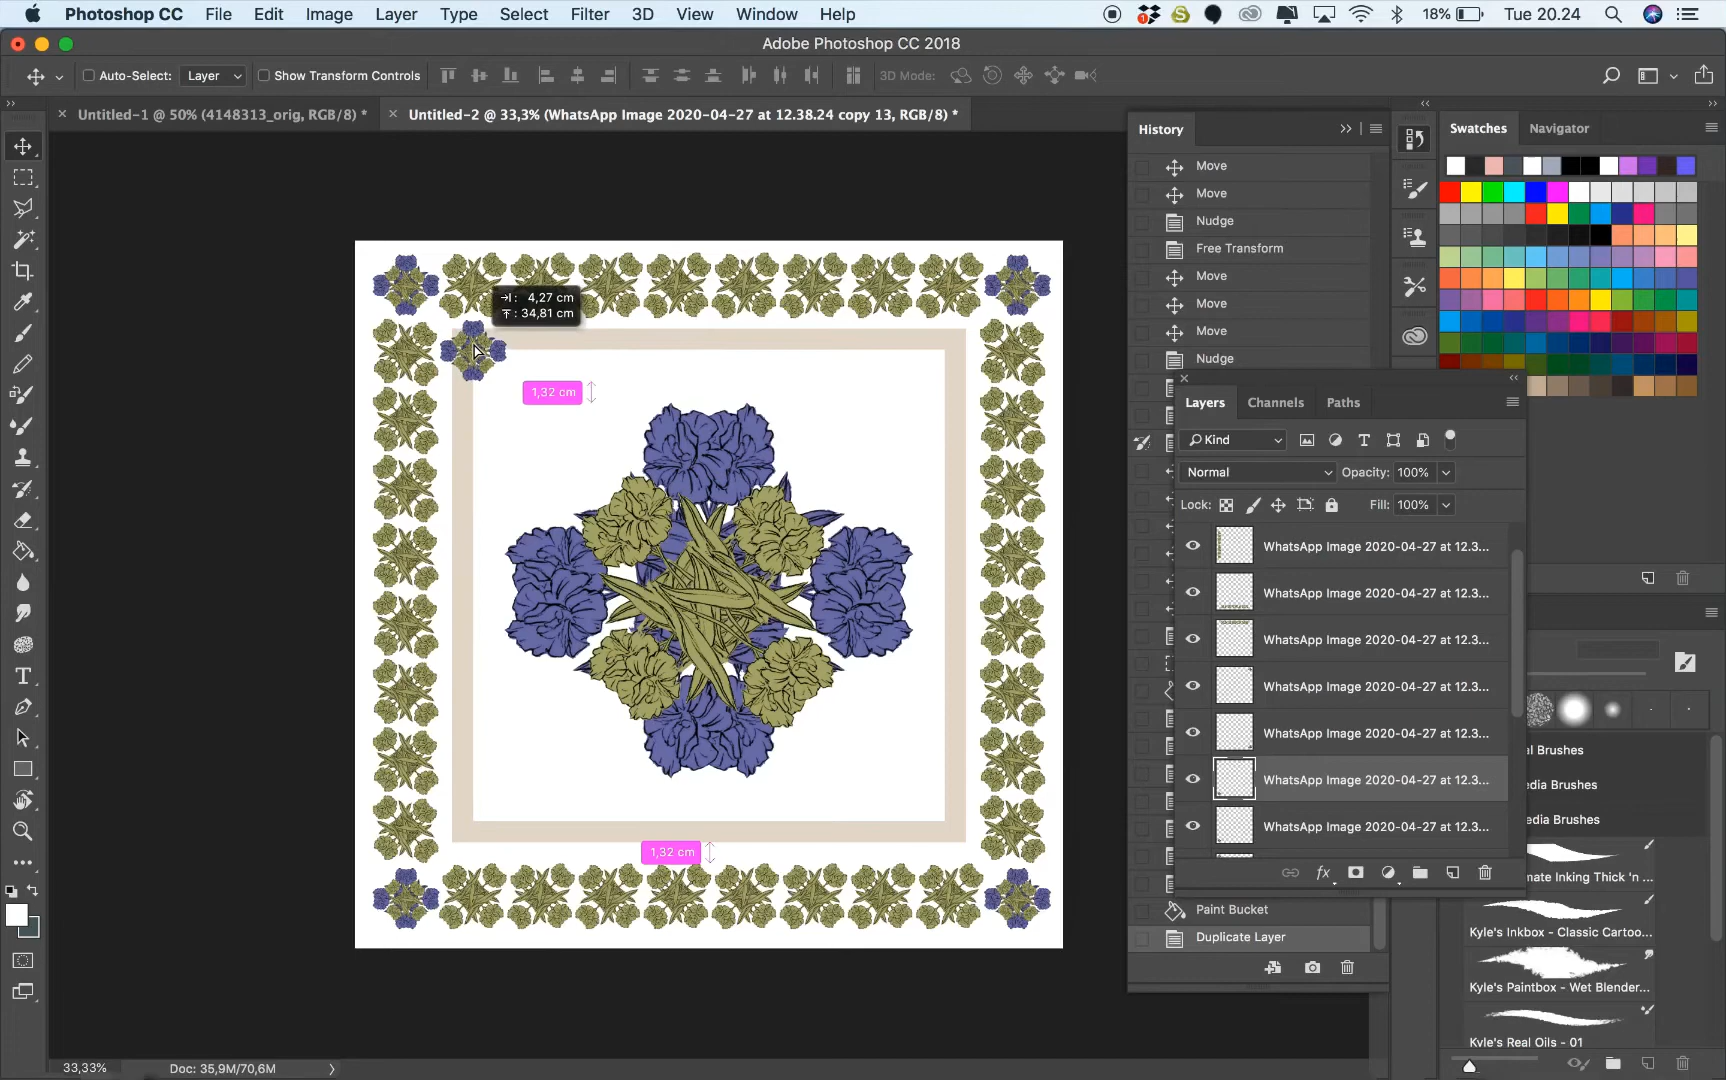 Photoshop CC File Edit Image Layer Type Select Filter 3D View Window Help
1 S 18% Tue 20.24
Adobe Photoshop CC 2018
Auto-Select: Layer Show Transform Controls 3D Mode:
Untitled-1 @ 50% (4148313_orig, RGB/8) *
Untitled-2 @ 33,3% (WhatsApp Image 2020-04-27 at 12.38.24 copy 13, RGB/8) *
History
Move
Move
Nudge
Free Transform
Move
Move
Move
Nudge
Paint Bucket
Duplicate Layer
Swatches Navigator
4,27 cm
34,81 cm
1,32 cm
1,32 cm
Layers Channels Paths
Kind
Normal Opacity: 100%
Lock: Fill: 100%
WhatsApp Image 2020-04-27 at 12.3...
WhatsApp Image 2020-04-27 at 12.3...
WhatsApp Image 2020-04-27 at 12.3...
WhatsApp Image 2020-04-27 at 12.3...
WhatsApp Image 2020-04-27 at 12.3...
WhatsApp Image 2020-04-27 at 12.3...
WhatsApp Image 2020-04-27 at 12.3...
fx
al Brushes
edia Brushes
edia Brushes
mate Inking Thick 'n ...
Kyle's Inkbox - Classic Cartoo...
Kyle's Paintbox - Wet Blender...
Kyle's Real Oils - 01
33,33% Doc: 35,9M/70,6M